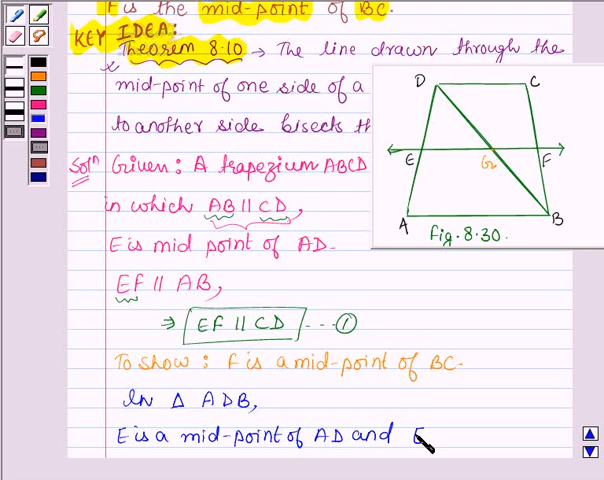 F is the mid-point of BC.
KEY IDEA:
Theorem 8.10 → The line drawn through the
mid-point of one side of a
to another side bisects th
Solⁿ Given: A trapezium ABCD
in which AB ∥ CD,
E is mid point of AD.
EF ∥ AB,
⇒ EF ∥ CD ---- ①
To show: F is a mid-point of BC.
In Δ ADB,
E is a mid-point of AD and E
D C
E G F
A B
Fig. 8.30.